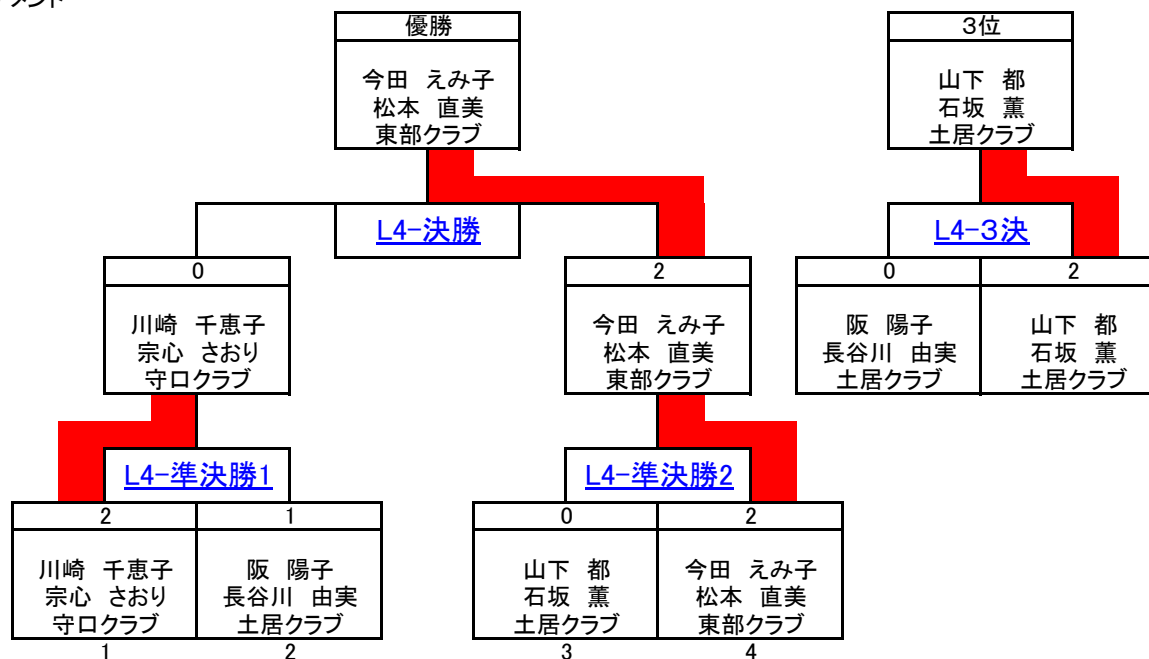 メント
優勝
今田 えみ子
松本 直美
東部クラブ
3位
山下 都
石坂 薫
土居クラブ
L4-決勝
L4-3決
0
川崎 千恵子
宗心 さおり
守口クラブ
2
今田 えみ子
松本 直美
東部クラブ
0
阪 陽子
長谷川 由実
土居クラブ
2
山下 都
石坂 薫
土居クラブ
L4-準決勝1
L4-準決勝2
2
川崎 千恵子
宗心 さおり
守口クラブ
1
1
阪 陽子
長谷川 由実
土居クラブ
2
0
山下 都
石坂 薫
土居クラブ
3
2
今田 えみ子
松本 直美
東部クラブ
4